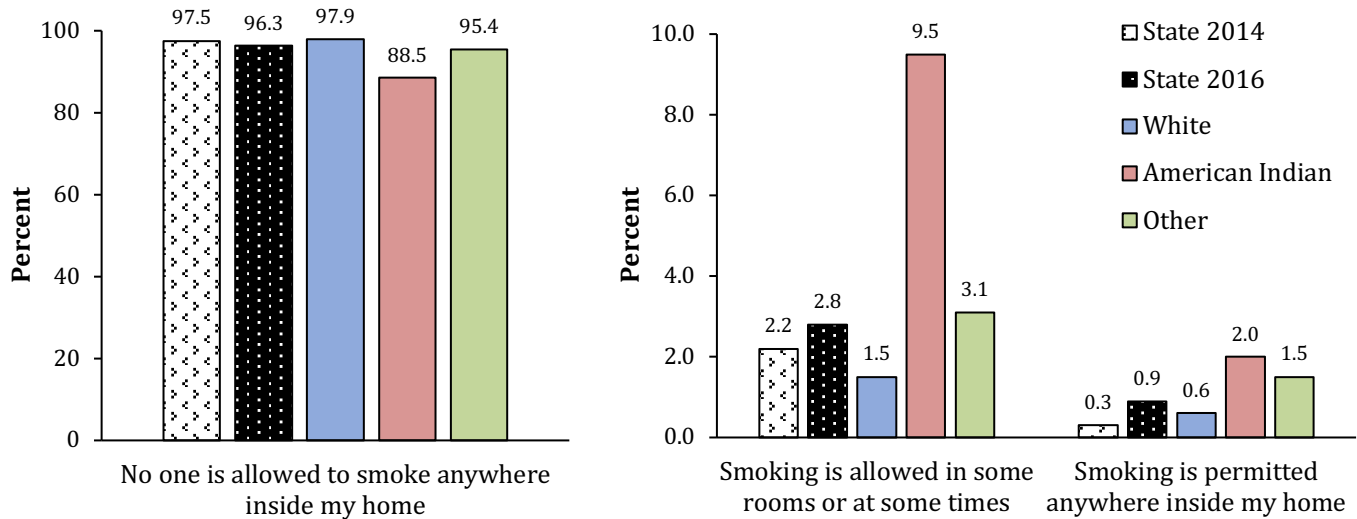 97.5
96.3
97.9
88.5
95.4
100
80
60
40
20
0
Percent
No one is allowed to smoke anywhere
inside my home
10.0
8.0
6.0
4.0
2.0
0.0
Percent
2.2
2.8
1.5
9.5
3.1
0.3
0.9
0.6
2.0
1.5
Smoking is allowed in some
rooms or at some times
Smoking is permitted
anywhere inside my home
State 2014
State 2016
White
American Indian
Other